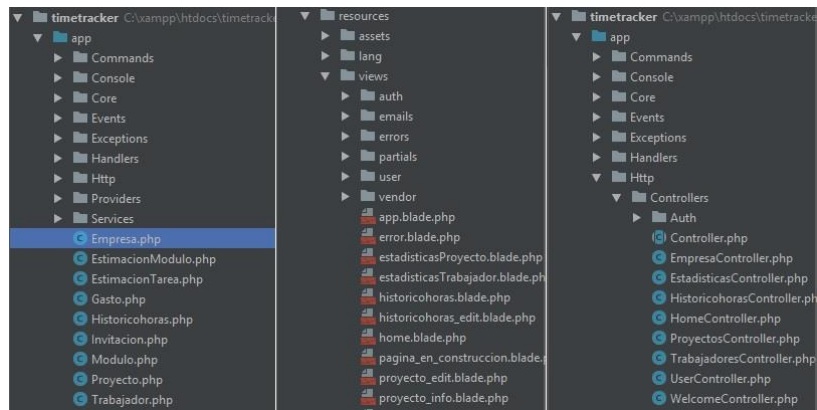 timetracker C:\xampp\htdocs\timetracke
app
Commands
Console
Core
Events
Exceptions
Handlers
Http
Providers
Services
Empresa.php
EstimacionModulo.php
EstimacionTarea.php
Gasto.php
Historicohoras.php
Invitacion.php
Modulo.php
Proyecto.php
Trabajador.php
resources
assets
lang
views
auth
emails
errors
partials
user
vendor
app.blade.php
error.blade.php
estadisticasProyecto.blade.php
estadisticasTrabajador.blade.ph
historicohoras.blade.php
historicohoras_edit.blade.php
home.blade.php
pagina_en_construccion.blade.p
proyecto_edit.blade.php
proyecto_info.blade.php
timetracker C:\xampp\htdocs\timetracke
app
Commands
Console
Core
Events
Exceptions
Handlers
Http
Controllers
Auth
Controller.php
EmpresaController.php
EstadisticasController.php
HistoricohorasController.ph
HomeController.php
ProyectosController.php
TrabajadoresController.php
UserController.php
WelcomeController.php